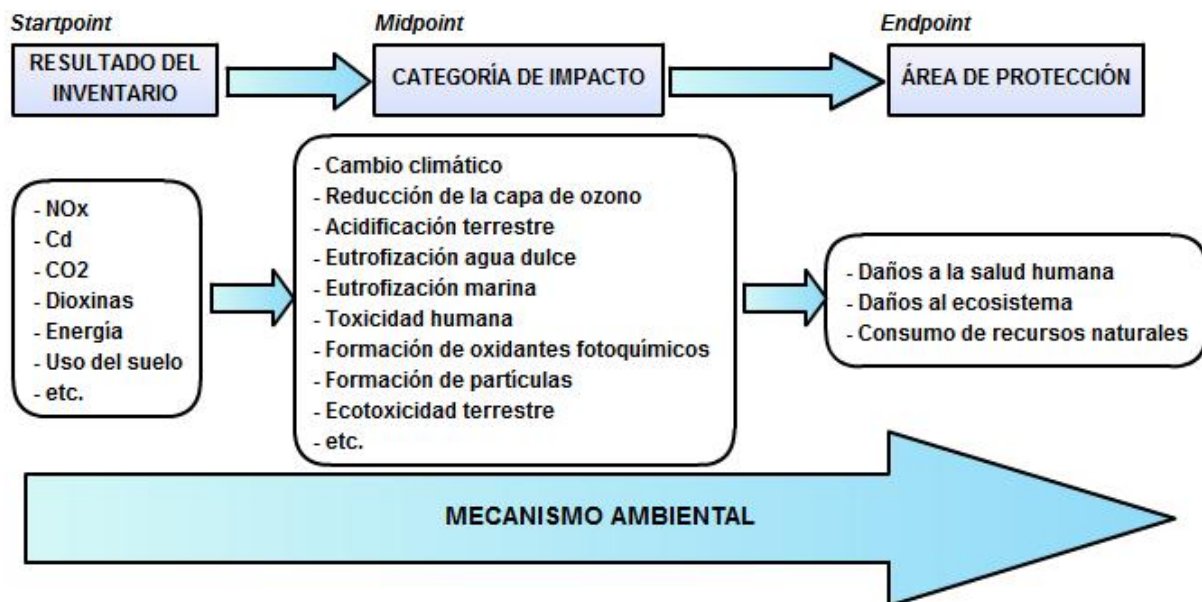 Startpoint
Midpoint
Endpoint
RESULTADO DEL
INVENTARIO
CATEGORÍA DE IMPACTO
ÁREA DE PROTECCIÓN
- NOx
- Cd
- CO2
- Dioxinas
- Energía
- Uso del suelo
- etc.
- Cambio climático
- Reducción de la capa de ozono
- Acidificación terrestre
- Eutrofización agua dulce
- Eutrofización marina
- Toxicidad humana
- Formación de oxidantes fotoquímicos
- Formación de partículas
- Ecotoxicidad terrestre
- etc.
- Daños a la salud humana
- Daños al ecosistema
- Consumo de recursos naturales
MECANISMO AMBIENTAL